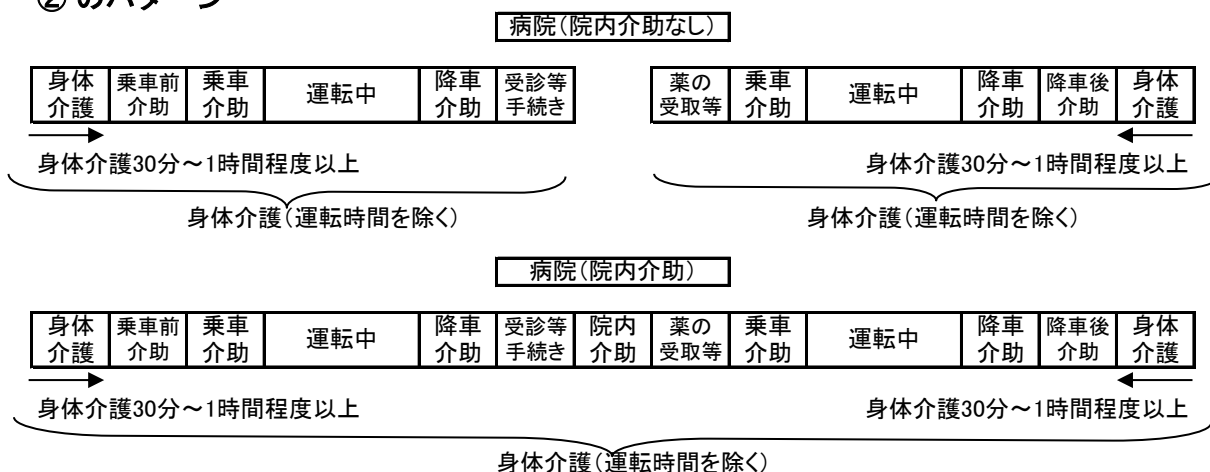 ② のパターン
病院(院内介助なし)
身体介護 乗車前介助 乗車介助 運転中 降車介助 受診等手続き 薬の受取等 乗車介助 運転中 降車介助 降車後介助 身体介護
身体介護30分～1時間程度以上 身体介護30分～1時間程度以上
身体介護(運転時間を除く) 身体介護(運転時間を除く)
病院(院内介助)
身体介護 乗車前介助 乗車介助 運転中 降車介助 受診等手続き 院内介助 薬の受取等 乗車介助 運転中 降車介助 降車後介助 身体介護
身体介護30分～1時間程度以上 身体介護30分～1時間程度以上
身体介護(運転時間を除く)